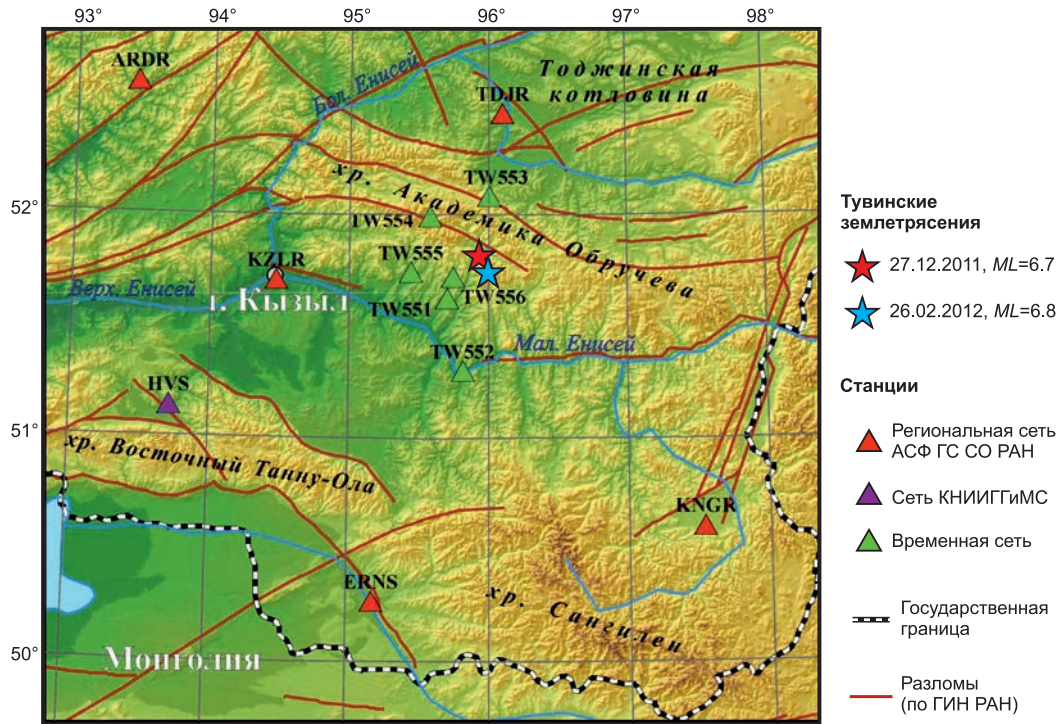 93° 94° 95° 96° 97° 98°
ARDR
Бол. Енисей
TDJR
Тоджинская
котловина
TW553
52°
TW554
хр. Академика Обручева
KZLR
TW555
Верх. Енисей
г. Кызыл
TW551
TW556
TW552
Мал. Енисей
HVS
51°
хр. Восточный Танну-Ола
KNGR
ERNS
хр. Сангилен
50°
Монголия
Тувинские
землетрясения
27.12.2011, ML=6.7
26.02.2012, ML=6.8
Станции
Региональная сеть
АСФ ГС СО РАН
Сеть КНИИГГиМС
Временная сеть
Государственная
граница
Разломы
(по ГИН РАН)